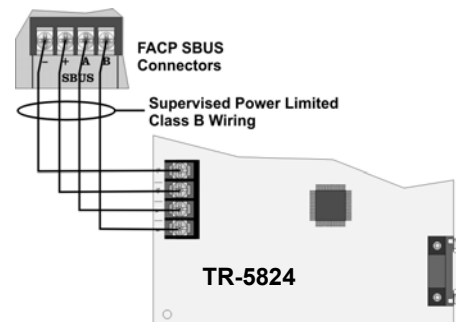 FACP SBUS
Connectors
- + A B
SBUS
Supervised Power Limited
Class B Wiring
TR-5824